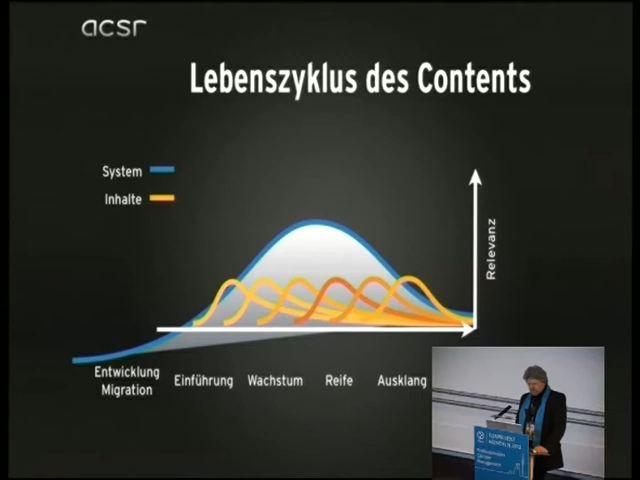 acsr
Lebenszyklus des Contents
System
Inhalte
Relevanz
Entwicklung
Migration
Einführung
Wachstum
Reife
Ausklang